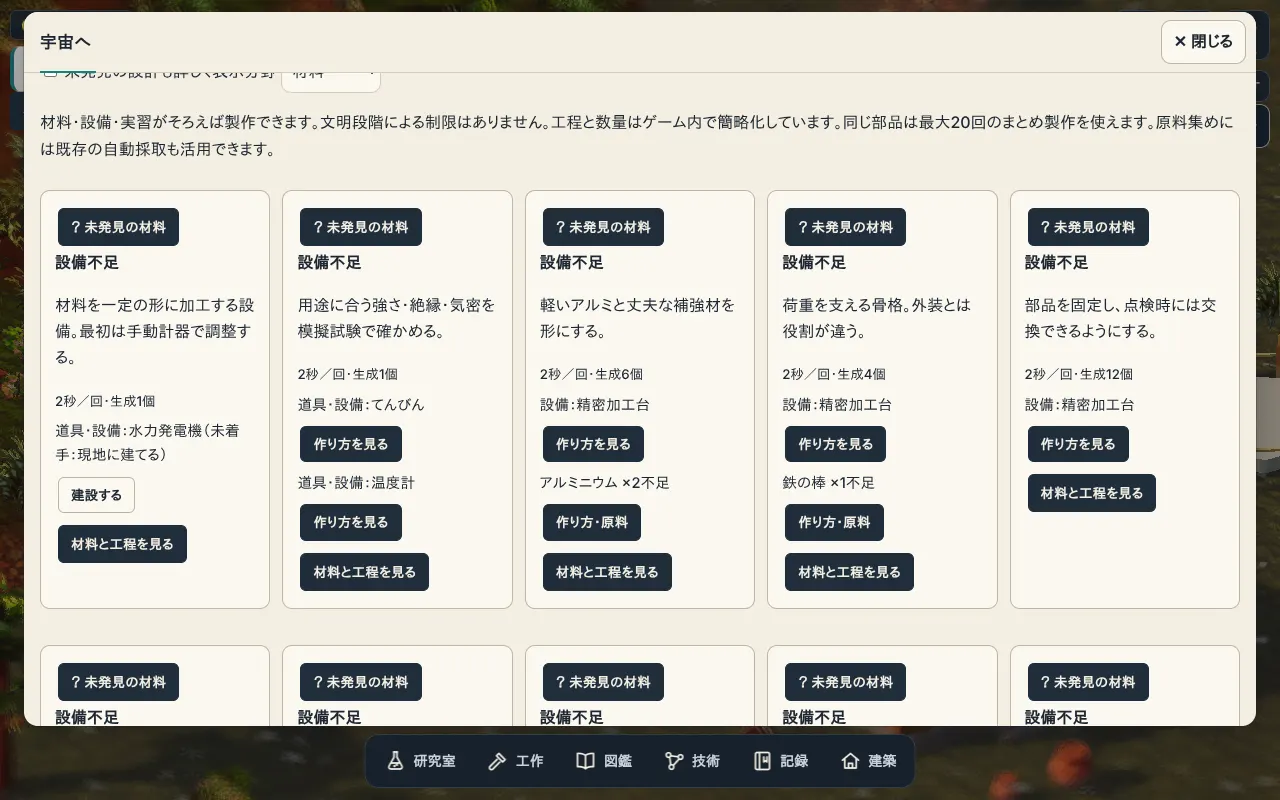 宇宙へ
✕ 閉じる
未発見の設計も詳しく表示分野
材料
材料・設備・実習がそろえば製作できます。文明段階による制限はありません。工程と数量はゲーム内で簡略化しています。同じ部品は最大20回のまとめ製作を使えます。原料集めに
は既存の自動採取も活用できます。
? 未発見の材料
設備不足
材料を一定の形に加工する設
備。最初は手動計器で調整す
る。
2秒／回・生成1個
道具・設備：水力発電機（未着
手：現地に建てる）
建設する
材料と工程を見る
? 未発見の材料
設備不足
用途に合う強さ・絶縁・気密を
模擬試験で確かめる。
2秒／回・生成1個
道具・設備：てんびん
作り方を見る
道具・設備：温度計
作り方を見る
材料と工程を見る
? 未発見の材料
設備不足
軽いアルミと丈夫な補強材を
形にする。
2秒／回・生成6個
設備：精密加工台
作り方を見る
アルミニウム ×2不足
作り方・原料
材料と工程を見る
? 未発見の材料
設備不足
荷重を支える骨格。外装とは
役割が違う。
2秒／回・生成4個
設備：精密加工台
作り方を見る
鉄の棒 ×1不足
作り方・原料
材料と工程を見る
? 未発見の材料
設備不足
部品を固定し、点検時には交
換できるようにする。
2秒／回・生成12個
設備：精密加工台
作り方を見る
材料と工程を見る
? 未発見の材料
設備不足
? 未発見の材料
設備不足
? 未発見の材料
設備不足
? 未発見の材料
設備不足
? 未発見の材料
設備不足
研究室
工作
図鑑
技術
記録
建築